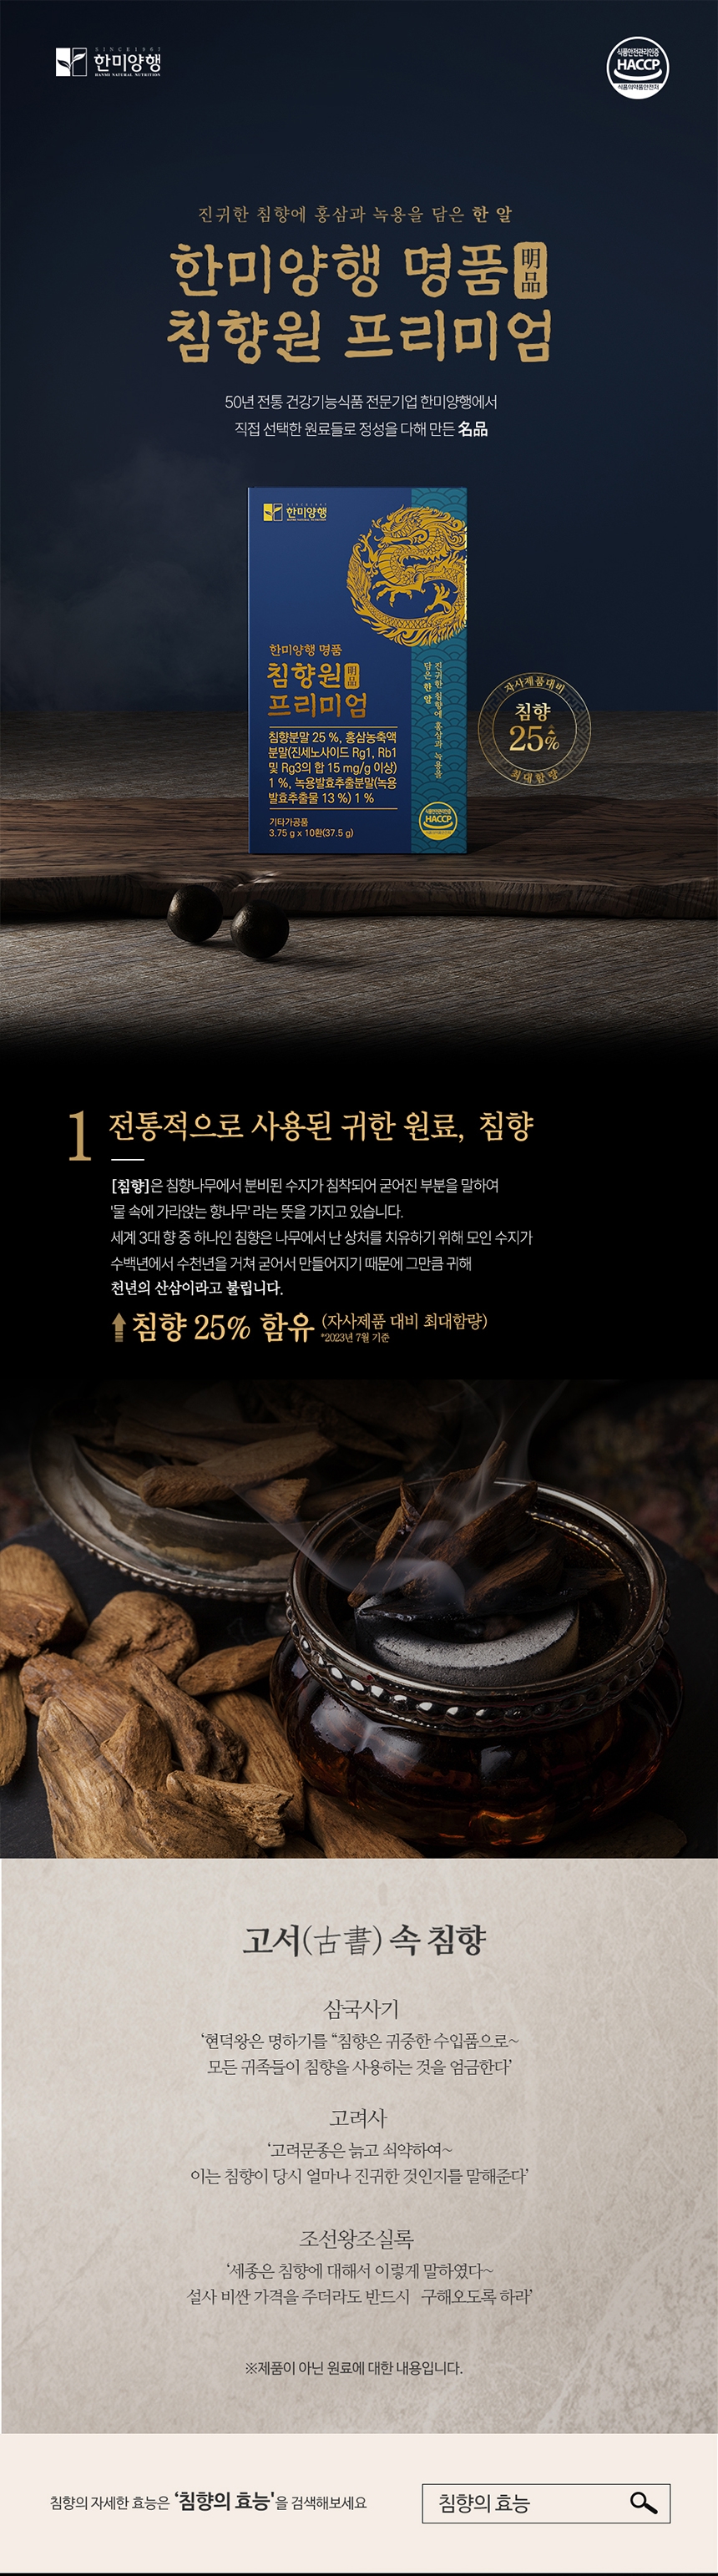 SINCE1967
한미양행
HANMI NATURAL NUTRITION
식품안전관리인증
HACCP
식품의약품안전처
진귀한 침향에 홍삼과 녹용을 담은 한 알
한미양행 명품 明品
침향원 프리미엄
50년 전통 건강기능식품 전문기업 한미양행에서
직접 선택한 원료들로 정성을 다해 만든 名品
한미양행
한미양행 명품
침향원 明品
프리미엄
침향분말 25 %, 홍삼농축액
분말(진세노사이드 Rg1, Rb1
및 Rg3의 합 15 mg/g 이상)
1 %, 녹용발효추출분말(녹용
발효추출물 13 %) 1 %
기타가공품
3.75 g x 10환(37.5 g)
진귀한 침향에 홍삼과 녹용을
담은 한 알
HACCP
자사제품대비
침향
25%
최대함량
1 전통적으로 사용된 귀한 원료, 침향
[침향]은 침향나무에서 분비된 수지가 침착되어 굳어진 부분을 말하여
'물 속에 가라앉는 향나무' 라는 뜻을 가지고 있습니다.
세계 3대 향 중 하나인 침향은 나무에서 난 상처를 치유하기 위해 모인 수지가
수백년에서 수천년을 거쳐 굳어서 만들어지기 때문에 그만큼 귀해
천년의 산삼이라고 불립니다.
침향 25% 함유 (자사제품 대비 최대함량)
*2023년 7월 기준
고서(古書) 속 침향
삼국사기
‘현덕왕은 명하기를 “침향은 귀중한 수입품으로~
모든 귀족들이 침향을 사용하는 것을 엄금한다’
고려사
‘고려문종은 늙고 쇠약하여~
이는 침향이 당시 얼마나 진귀한 것인지를 말해준다’
조선왕조실록
‘세종은 침향에 대해서 이렇게 말하였다~
설사 비싼 가격을 주더라도 반드시 구해오도록 하라’
※제품이 아닌 원료에 대한 내용입니다.
침향의 자세한 효능은 ‘침향의 효능'을 검색해보세요
침향의 효능